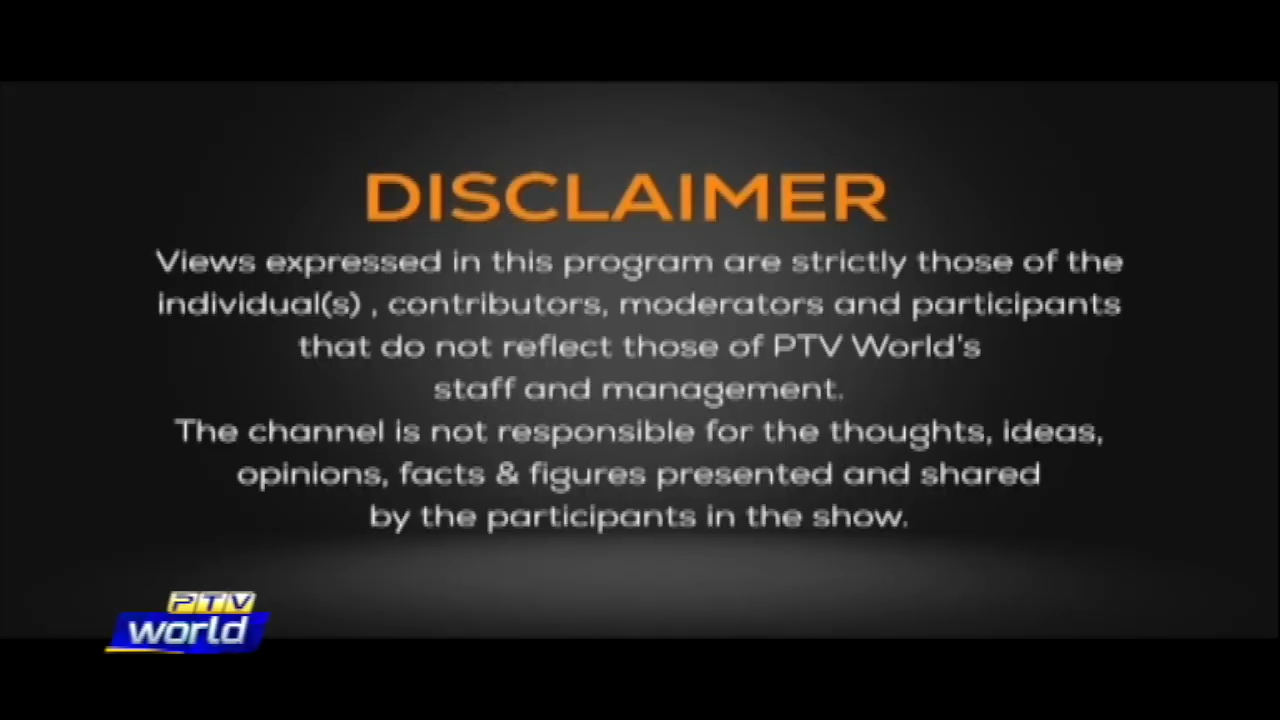 DISCLAIMER
Views expressed in this program are strictly those of the
individual(s) , contributors, moderators and participants
that do not reflect those of PTV World's
staff and management.
The channel is not responsible for the thoughts, ideas,
opinions, facts & figures presented and shared
by the participants in the show.
PTV
world